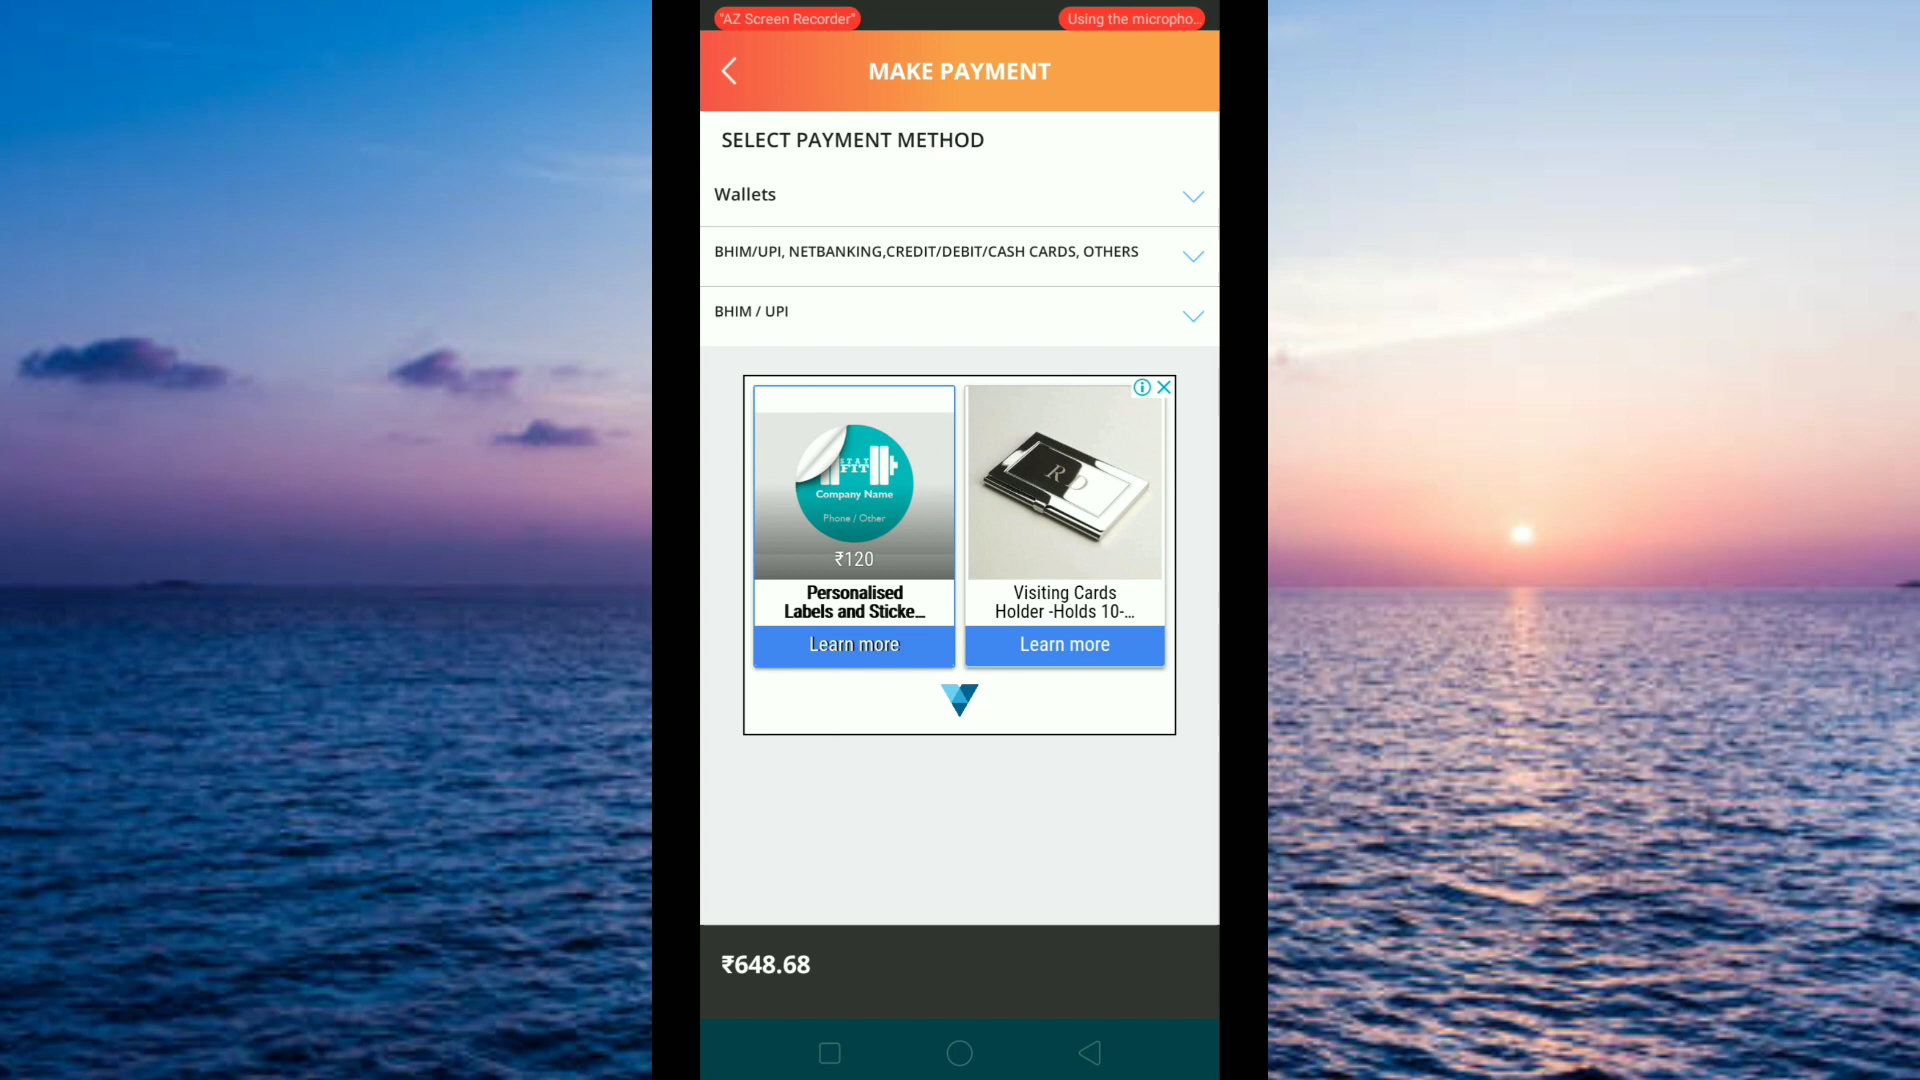 "AZ Screen Recorder"
Using the micropho...
MAKE PAYMENT
SELECT PAYMENT METHOD
Wallets
BHIM/UPI, NETBANKING,CREDIT/DEBIT/CASH CARDS, OTHERS
BHIM / UPI
STAY
FIT
Company Name
Phone / Other
₹120
Personalised
Labels and Sticke...
Learn more
R D
Visiting Cards
Holder -Holds 10-...
Learn more
₹648.68